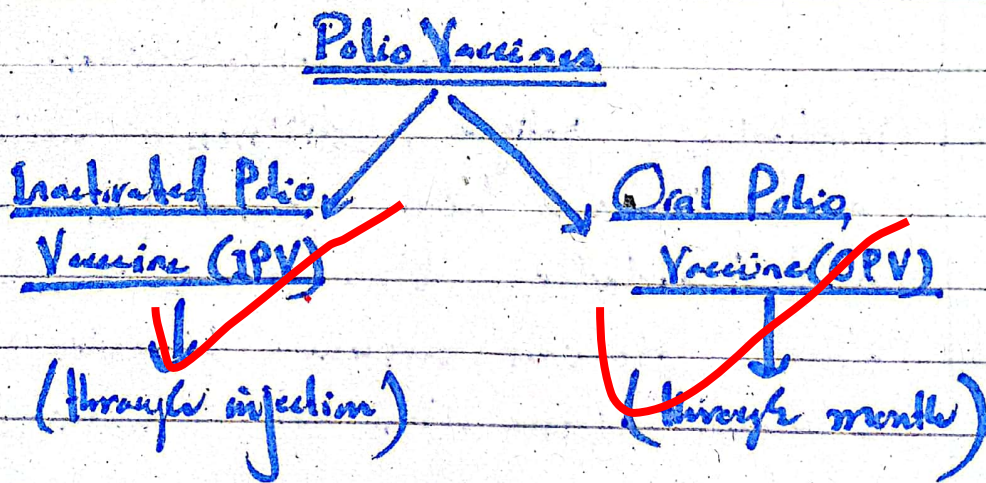 Polio Vaccines
Inactivated Polio
Vaccine (IPV)
Oral Polio
Vaccine (OPV)
(through injection)
(through mouth)